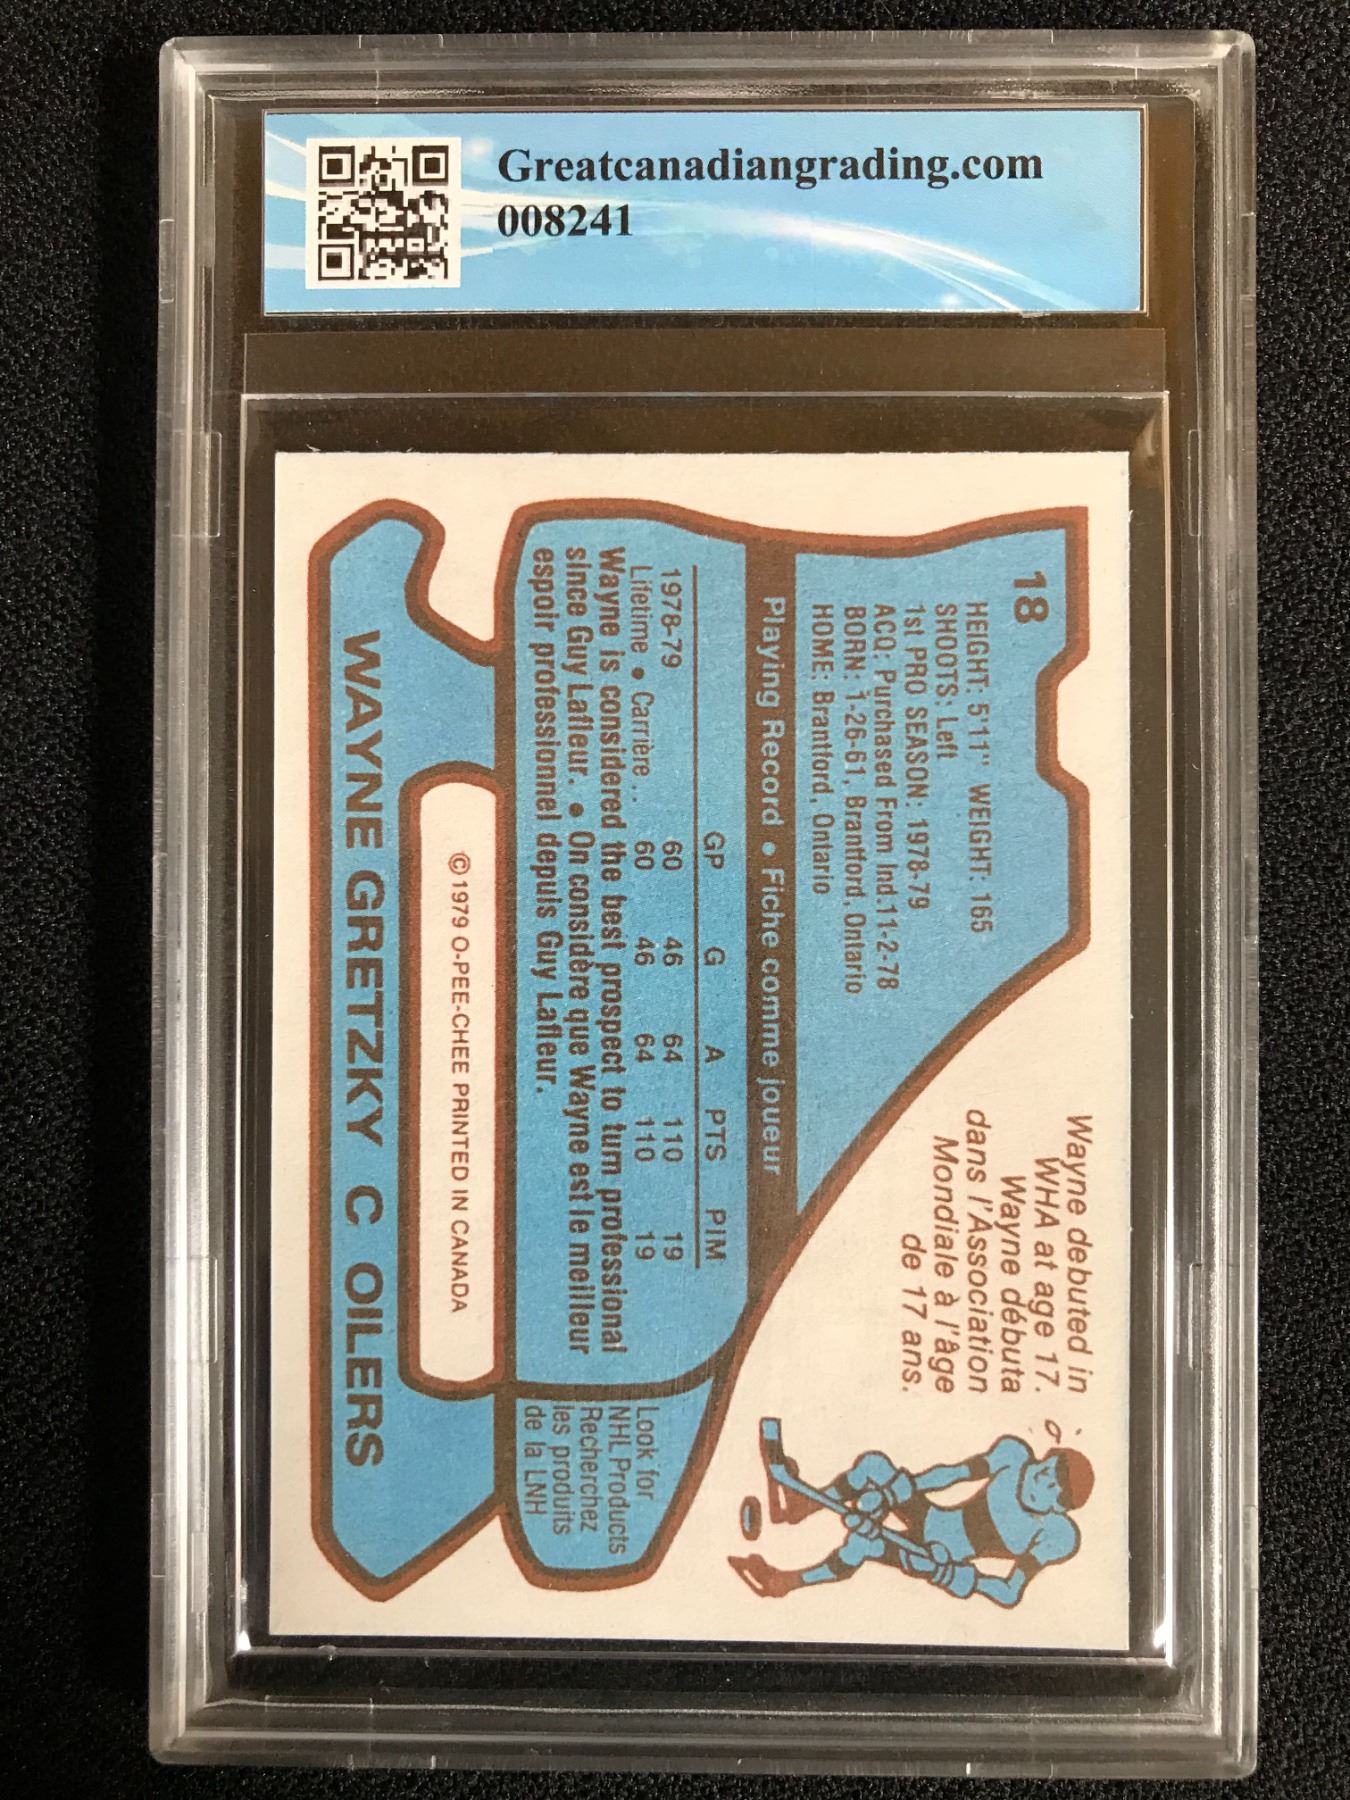 Greatcanadiangrading.com
008241
18
HEIGHT: 5'11" WEIGHT: 165
SHOOTS: Left
1st PRO SEASON: 1978-79
ACQ: Purchased From Ind.11-2-78
BORN: 1-26-61, Brantford, Ontario
HOME: Brantford, Ontario
Wayne debuted in
WHA at age 17.
Wayne débuta
dans l'Association
Mondiale à l'âge
de 17 ans.
Playing Record • Fiche comme joueur
GP G A PTS PIM
1978-79 60 46 64 110 19
Lifetime • Carrière.. 60 46 64 110 19
Wayne is considered the best prospect to turn professional
since Guy Lafleur. • On considère que Wayne est le meilleur
espoir professionnel depuis Guy Lafleur.
Look for
NHL Products
Recherchez
les produits
de la LNH
© 1979 O-PEE-CHEE PRINTED IN CANADA
WAYNE GRETZKY C OILERS